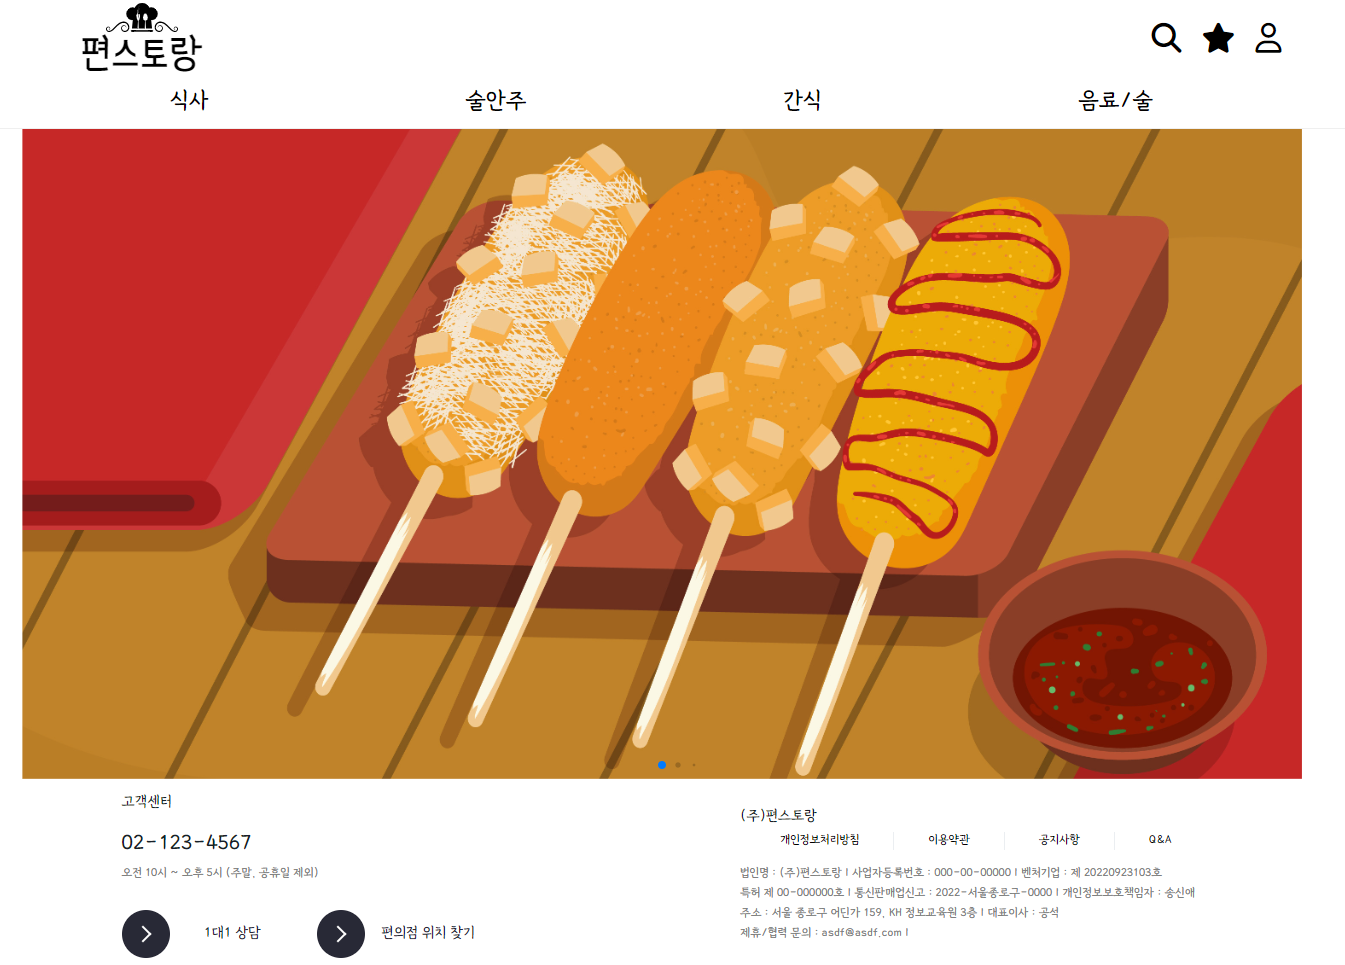 편스토랑
식사 술안주 간식 음료/술
고객센터
02-123-4567
오전 10시 ~ 오후 5시 (주말, 공휴일 제외)
1대1 상담 편의점 위치 찾기
(주)편스토랑
개인정보처리방침 이용약관 공지사항 Q&A
법인명 : (주)편스토랑 | 사업자등록번호 : 000-00-00000 | 벤처기업 : 제 20220923103호
특허 제 00-000000호 | 통신판매업신고 : 2022-서울종로구-0000 | 개인정보보호책임자 : 송신애
주소 : 서울 종로구 어딘가 159, KH 정보교육원 3층 | 대표이사 : 공석
제휴/협력 문의 : asdf@asdf.com |